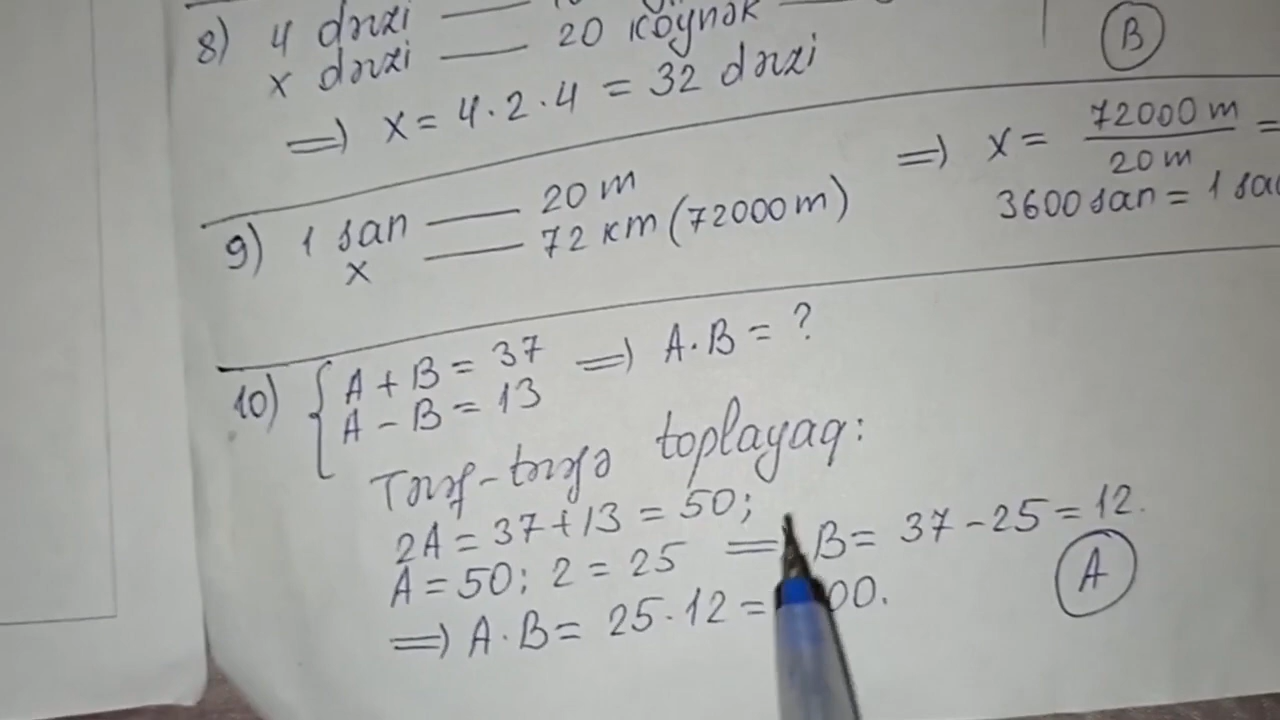 8) 4 dərzi
x dərzi —— 20 köynək
B
=> x = 4 · 2 · 4 = 32 dərzi
9) 1 san —— 20 m => x = 72000 m / 20 m =
x —— 72 km (72000 m) 3600 san = 1 saa
10) { A + B = 37 => A · B = ?
A - B = 13
Tərəf-tərəfə toplayaq:
2A = 37 + 13 = 50;
A = 50 : 2 = 25 => B = 37 - 25 = 12.
=> A · B = 25 · 12 = 00.
A